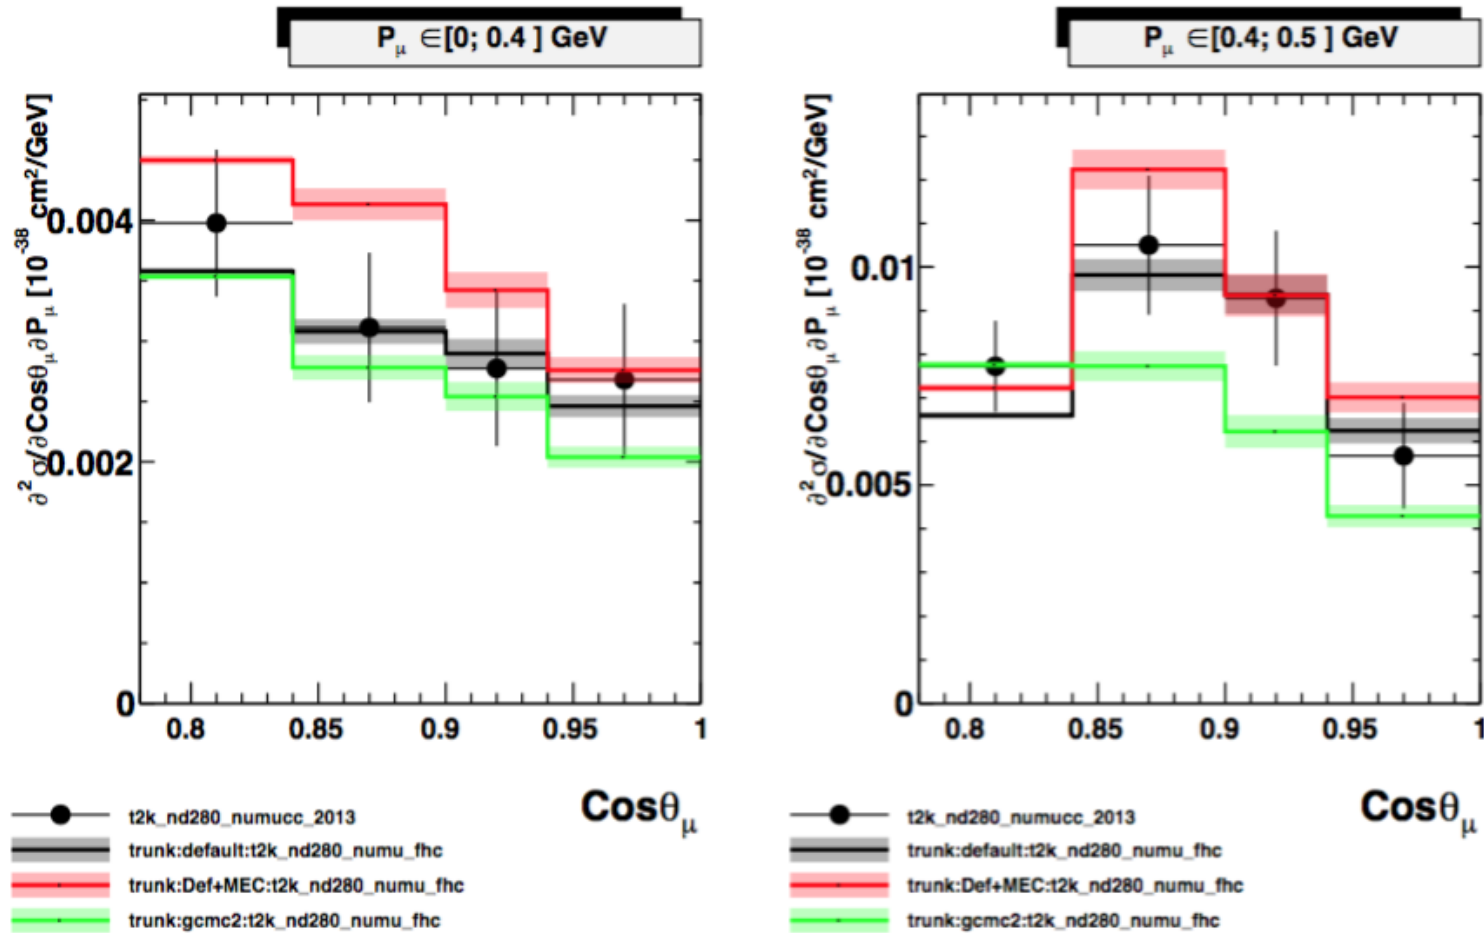 P_μ ∈[0; 0.4 ] GeV
∂² σ/∂Cosθ_μ ∂P_μ [10⁻³⁸ cm²/GeV]
0.004
0.002
0
0.8 0.85 0.9 0.95 1
Cosθ_μ
t2k_nd280_numucc_2013
trunk:default:t2k_nd280_numu_fhc
trunk:Def+MEC:t2k_nd280_numu_fhc
trunk:gcmc2:t2k_nd280_numu_fhc
P_μ ∈[0.4; 0.5 ] GeV
∂² σ/∂Cosθ_μ ∂P_μ [10⁻³⁸ cm²/GeV]
0.01
0.005
0
0.8 0.85 0.9 0.95 1
Cosθ_μ
t2k_nd280_numucc_2013
trunk:default:t2k_nd280_numu_fhc
trunk:Def+MEC:t2k_nd280_numu_fhc
trunk:gcmc2:t2k_nd280_numu_fhc